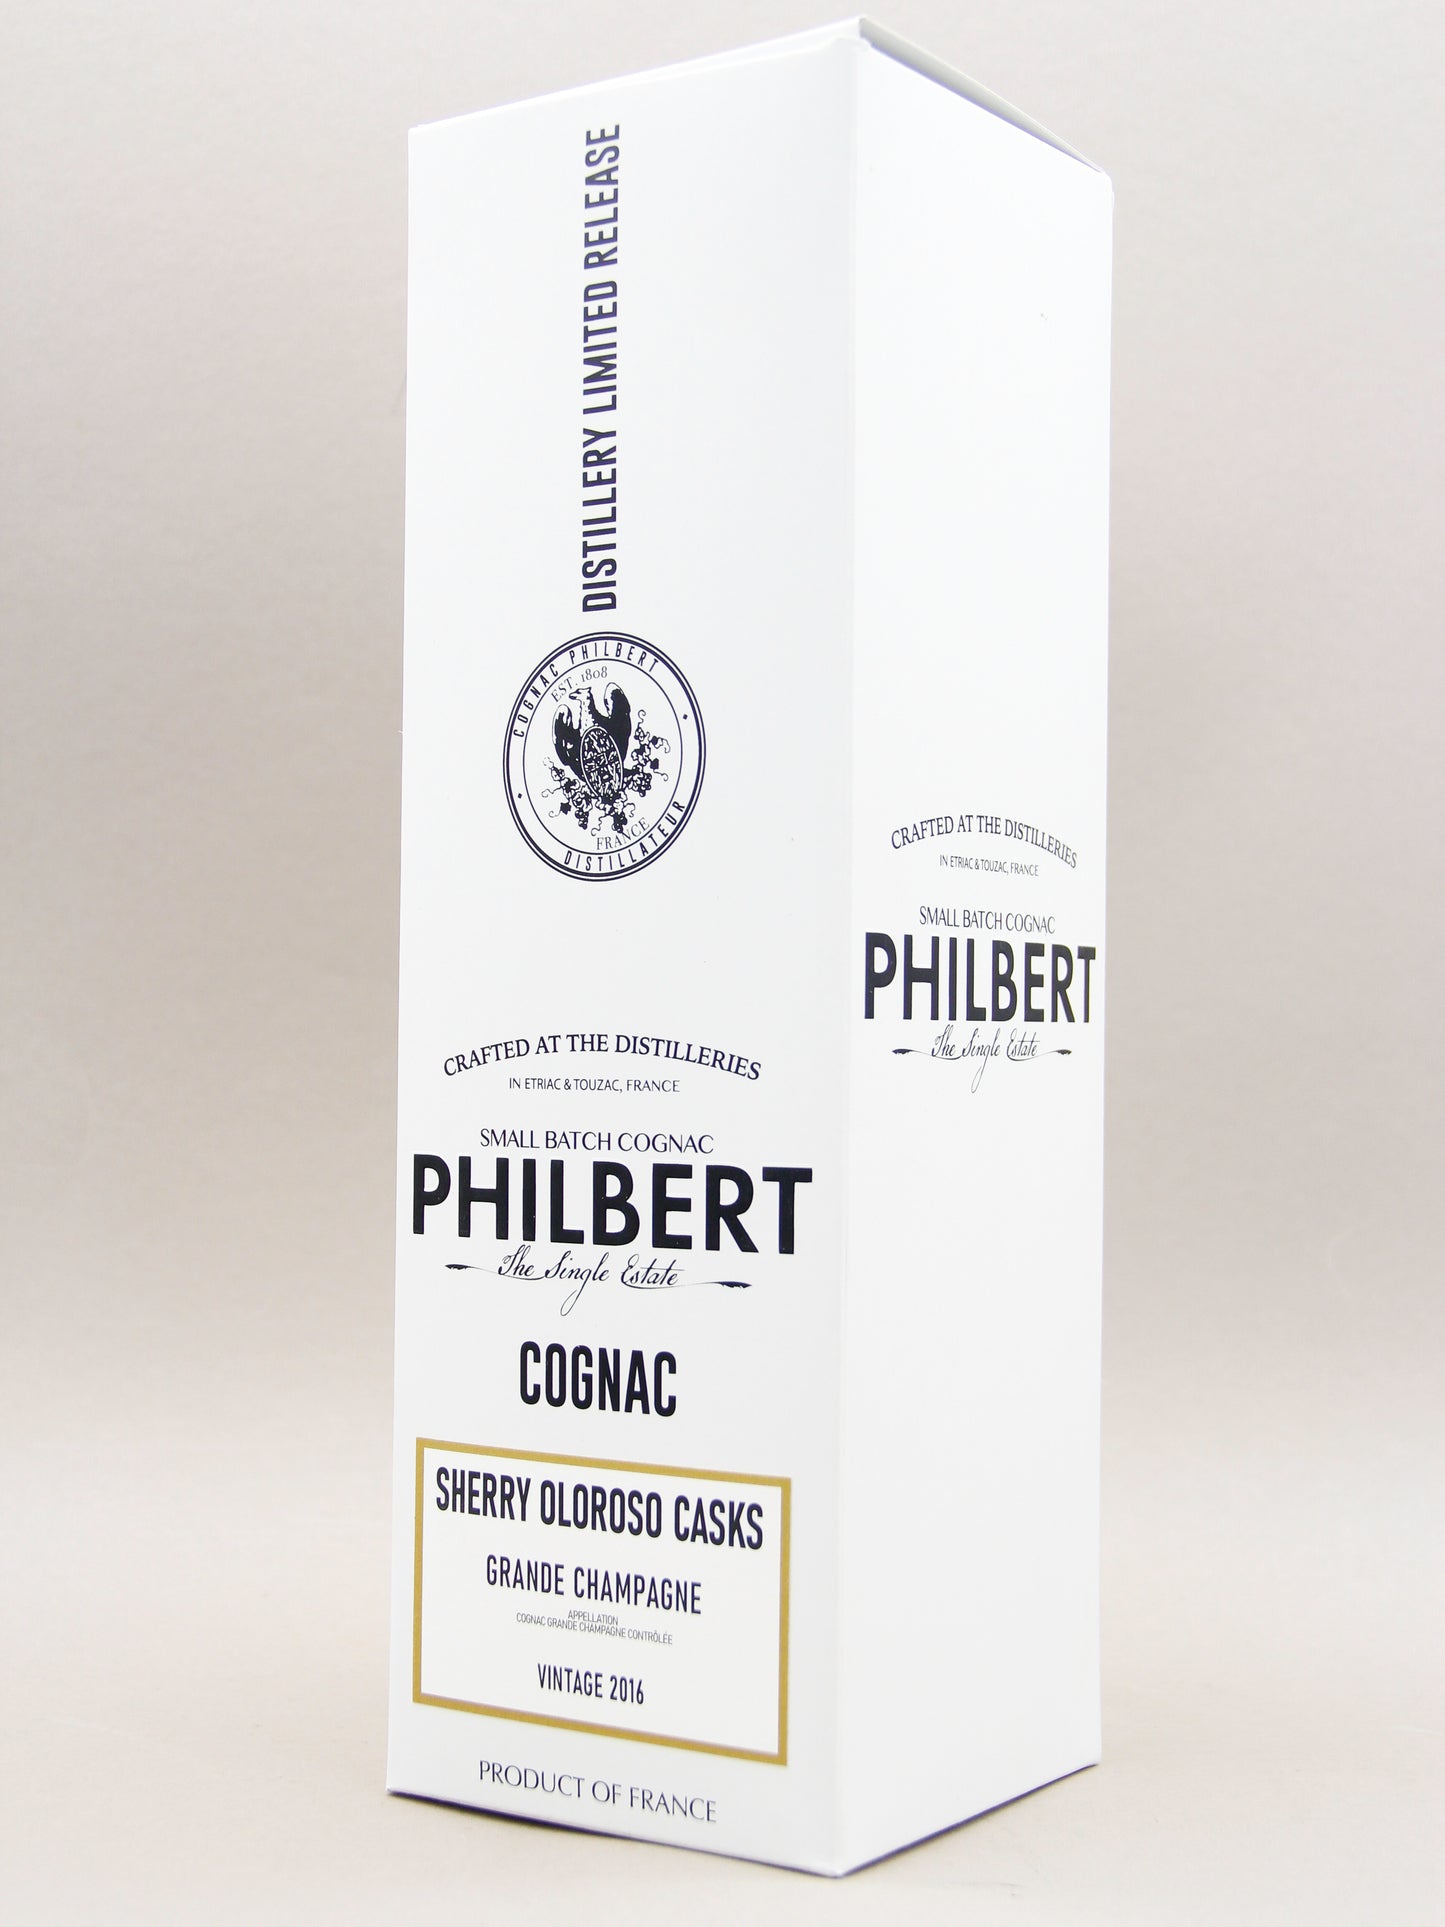 DISTILLERY LIMITED RELEASE
COGNAC PHILBERT
EST. 1808
FRANCE
DISTILLATEUR
CRAFTED AT THE DISTILLERIES
IN ETRIAC & TOUZAC, FRANCE
SMALL BATCH COGNAC
PHILBERT
The Single Estate
COGNAC
SHERRY OLOROSO CASKS
GRANDE CHAMPAGNE
APPELLATION
COGNAC GRANDE CHAMPAGNE CONTRÔLÉE
VINTAGE 2016
PRODUCT OF FRANCE
CRAFTED AT THE DISTILLERIES
IN ETRIAC & TOUZAC, FRANCE
SMALL BATCH COGNAC
PHILBERT
The Single Estate